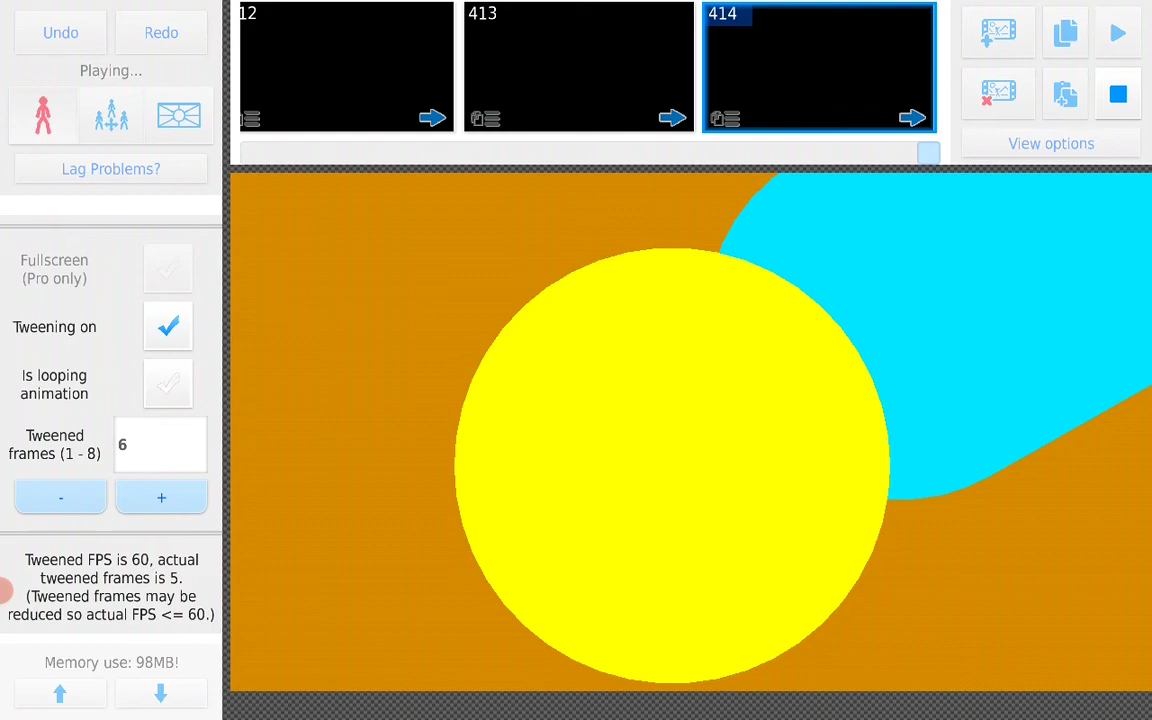 Undo
Redo
Playing...
Lag Problems?
12
413
414
View options
Fullscreen
(Pro only)
Tweening on
Is looping
animation
Tweened
frames (1 - 8)
6
-
+
Tweened FPS is 60, actual
tweened frames is 5.
(Tweened frames may be
reduced so actual FPS <= 60.)
Memory use: 98MB!